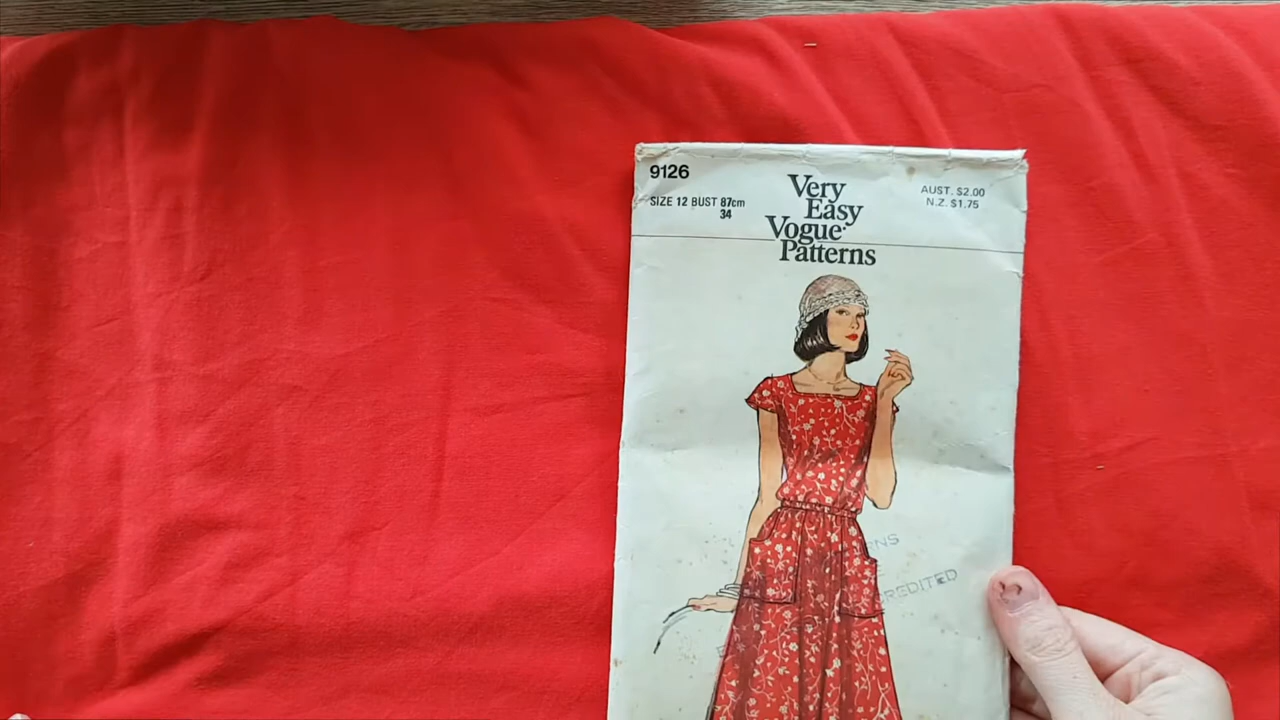 9126
SIZE 12 BUST 87cm
34
Very
Easy
Vogue
Patterns
AUST. $2.00
N.Z. $1.75